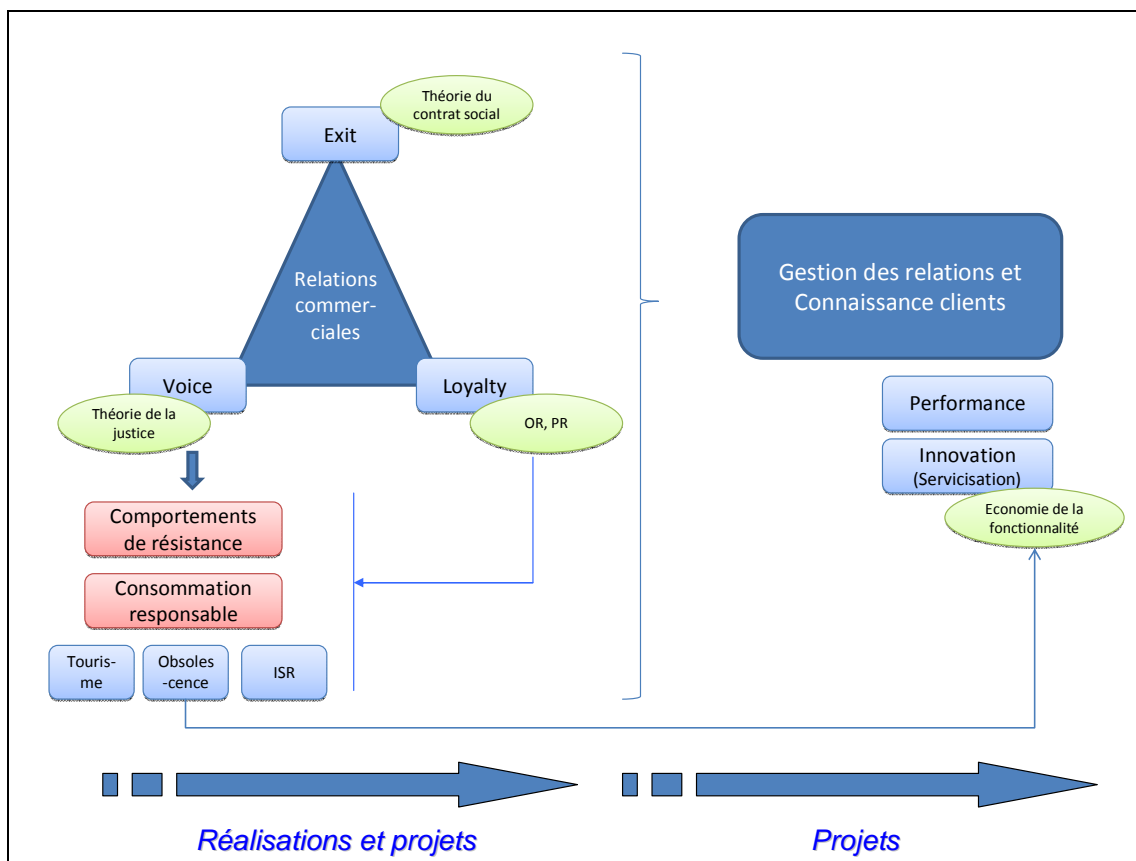 Théorie du
contrat social
Exit
Relations
commer-
ciales
Voice
Loyalty
Théorie de la
justice
OR, PR
Comportements
de résistance
Consommation
responsable
Touris-
me
Obsoles
-cence
ISR
Gestion des relations et
Connaissance clients
Performance
Innovation
(Servicisation)
Economie de la
fonctionnalité
Réalisations et projets
Projets